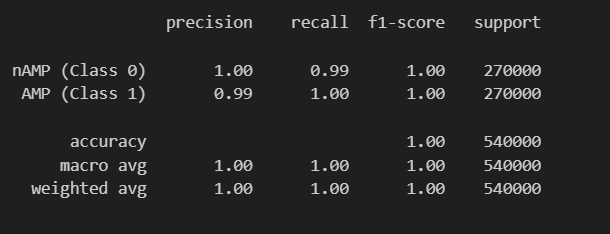 precision recall f1-score support
nAMP (Class 0) 1.00 0.99 1.00 270000
AMP (Class 1) 0.99 1.00 1.00 270000
accuracy 1.00 540000
macro avg 1.00 1.00 1.00 540000
weighted avg 1.00 1.00 1.00 540000